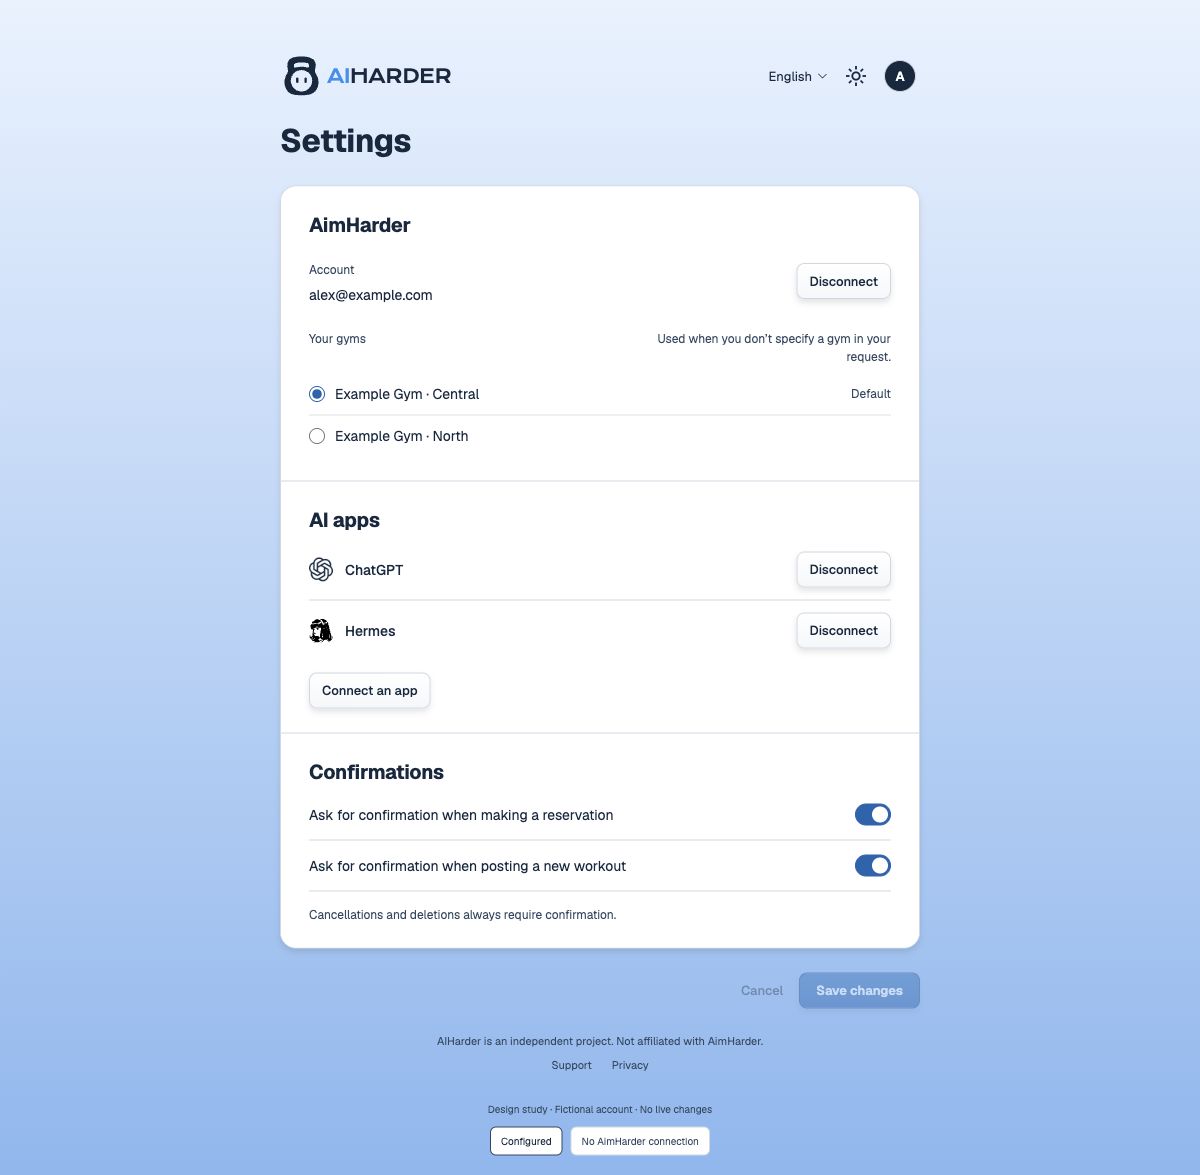 AIHARDER
English
A
Settings
AimHarder
Account
alex@example.com
Disconnect
Your gyms
Used when you don’t specify a gym in your
request.
Example Gym · Central
Default
Example Gym · North
AI apps
ChatGPT
Disconnect
Hermes
Disconnect
Connect an app
Confirmations
Ask for confirmation when making a reservation
Ask for confirmation when posting a new workout
Cancellations and deletions always require confirmation.
Cancel
Save changes
AIHarder is an independent project. Not affiliated with AimHarder.
Support
Privacy
Design study · Fictional account · No live changes
Configured
No AimHarder connection